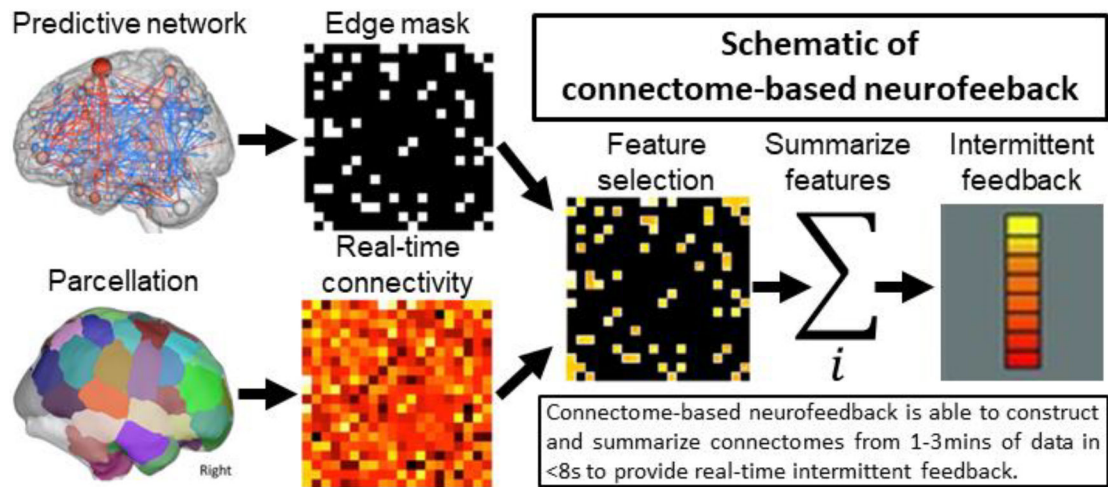 Predictive network
Edge mask
Schematic of
connectome-based neurofeeback
Feature
selection
Summarize
features
Intermittent
feedback
Parcellation
Real-time
connectivity
∑
i
Right
Connectome-based neurofeedback is able to construct
and summarize connectomes from 1-3mins of data in
<8s to provide real-time intermittent feedback.